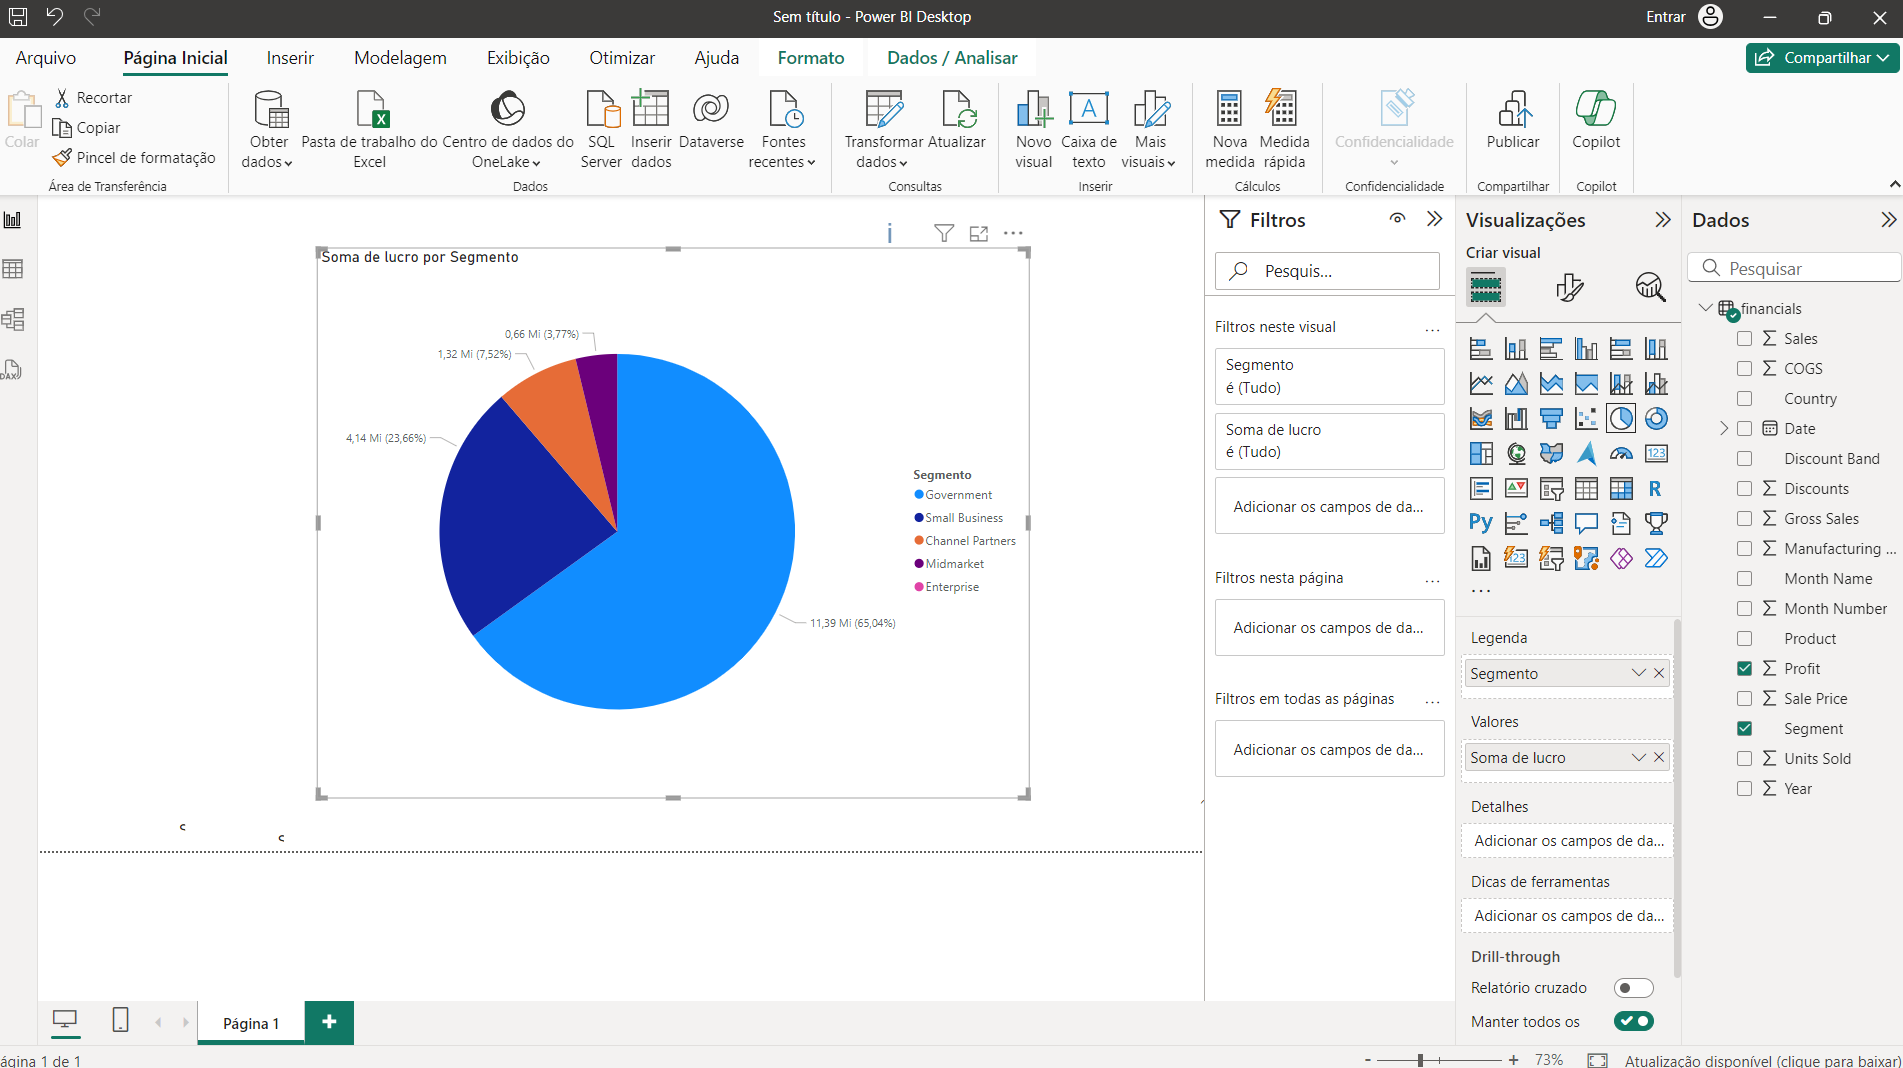 Sem título - Power BI Desktop
Entrar
Arquivo
Página Inicial
Inserir
Modelagem
Exibição
Otimizar
Ajuda
Formato
Dados / Analisar
Compartilhar
Colar
Recortar
Copiar
Pincel de formatação
Área de Transferência
Obter
dados
Pasta de trabalho do
Excel
Centro de dados do
OneLake
SQL
Server
Inserir
dados
Dataverse
Fontes
recentes
Dados
Transformar
dados
Atualizar
Consultas
Novo
visual
Caixa de
texto
Mais
visuais
Inserir
Nova
medida
Medida
rápida
Cálculos
Confidencialidade
Confidencialidade
Publicar
Compartilhar
Copilot
Copilot
DAX
Soma de lucro por Segmento
0,66 Mi (3,77%)
1,32 Mi (7,52%)
4,14 Mi (23,66%)
11,39 Mi (65,04%)
Segmento
Government
Small Business
Channel Partners
Midmarket
Enterprise
Filtros
Pesquis...
Filtros neste visual
...
Segmento
é (Tudo)
Soma de lucro
é (Tudo)
Adicionar os campos de da...
Filtros nesta página
...
Adicionar os campos de da...
Filtros em todas as páginas
...
Adicionar os campos de da...
Visualizações
Criar visual
123
R
Py
123
...
Legenda
Segmento
Valores
Soma de lucro
Detalhes
Adicionar os campos de da...
Dicas de ferramentas
Adicionar os campos de da...
Drill-through
Relatório cruzado
Manter todos os
Dados
Pesquisar
financials
Sales
COGS
Country
Date
Discount Band
Discounts
Gross Sales
Manufacturing ...
Month Name
Month Number
Product
Profit
Sale Price
Segment
Units Sold
Year
Página 1
ágina 1 de 1
- + 73%
Atualização disponível (clique para baixar)